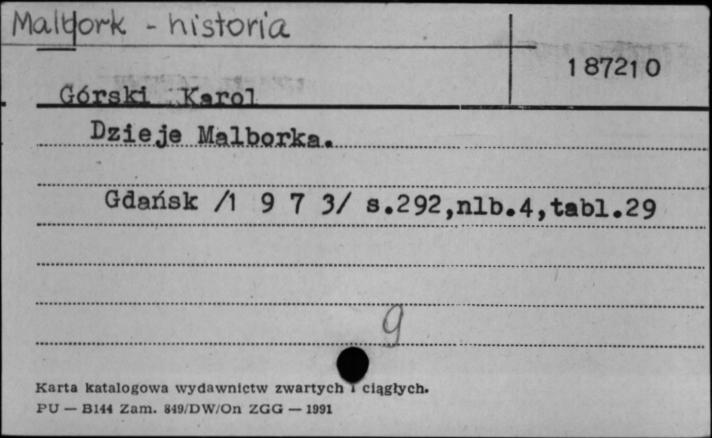 Malbork - historia
187210
Górski Karol
Dzieje Malborka.
Gdańsk /1 9 7 3/ s.292,nlb.4,tabl.29
g
Karta katalogowa wydawnictw zwartych i ciągłych.
PU — B144 Zam. 849/DW/On ZGG — 1991